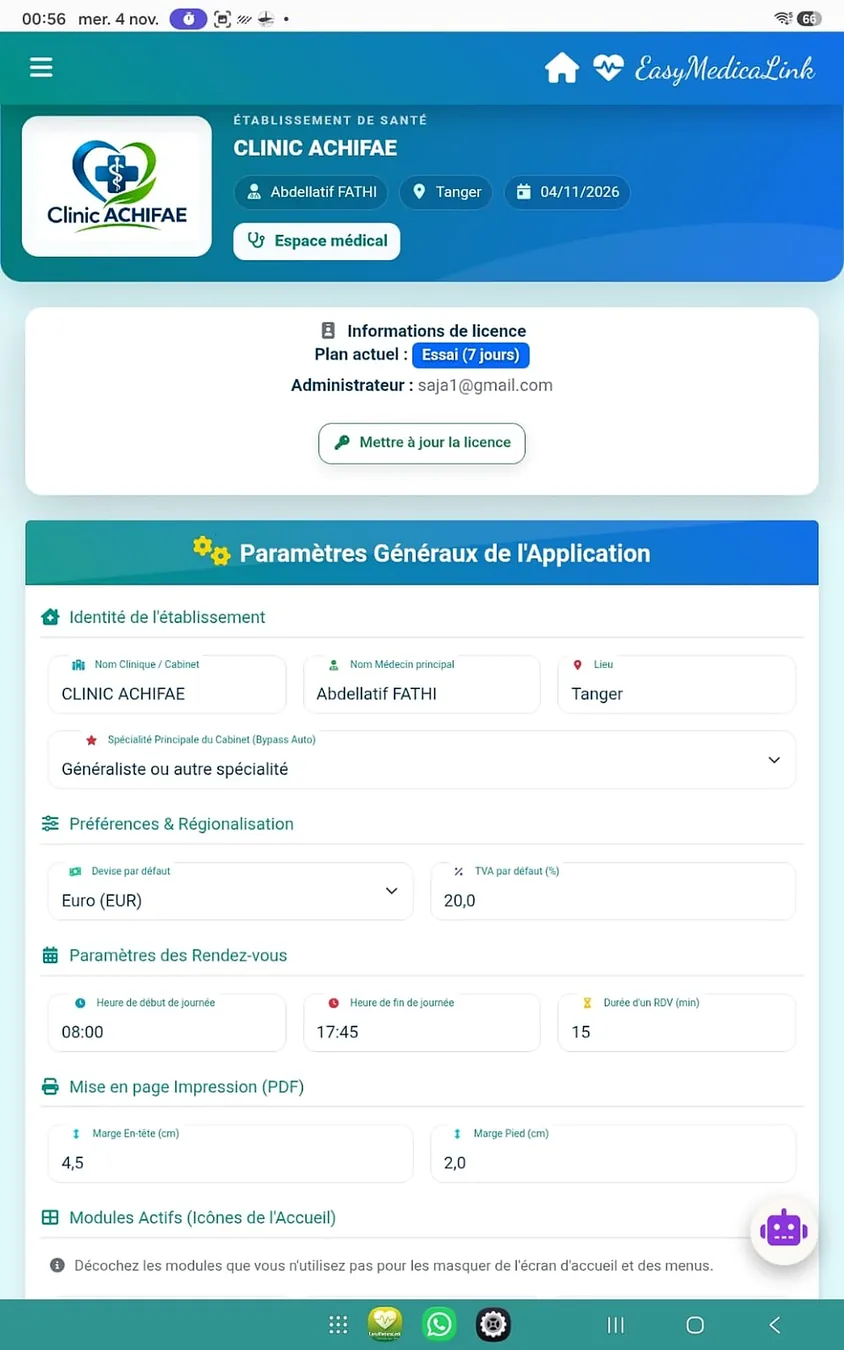 00:56 mer. 4 nov.
66
EasyMedicaLink
ÉTABLISSEMENT DE SANTÉ
CLINIC ACHIFAE
Clinic ACHIFAE
Abdellatif FATHI
Tanger
04/11/2026
Espace médical
Informations de licence
Plan actuel : Essai (7 jours)
Administrateur : saja1@gmail.com
Mettre à jour la licence
Paramètres Généraux de l'Application
Identité de l'établissement
Nom Clinique / Cabinet
CLINIC ACHIFAE
Nom Médecin principal
Abdellatif FATHI
Lieu
Tanger
Spécialité Principale du Cabinet (Bypass Auto)
Généraliste ou autre spécialité
Préférences & Régionalisation
Devise par défaut
Euro (EUR)
TVA par défaut (%)
20,0
Paramètres des Rendez-vous
Heure de début de journée
08:00
Heure de fin de journée
17:45
Durée d'un RDV (min)
15
Mise en page Impression (PDF)
Marge En-tête (cm)
4,5
Marge Pied (cm)
2,0
Modules Actifs (Icônes de l'Accueil)
Décochez les modules que vous n'utilisez pas pour les masquer de l'écran d'accueil et des menus.